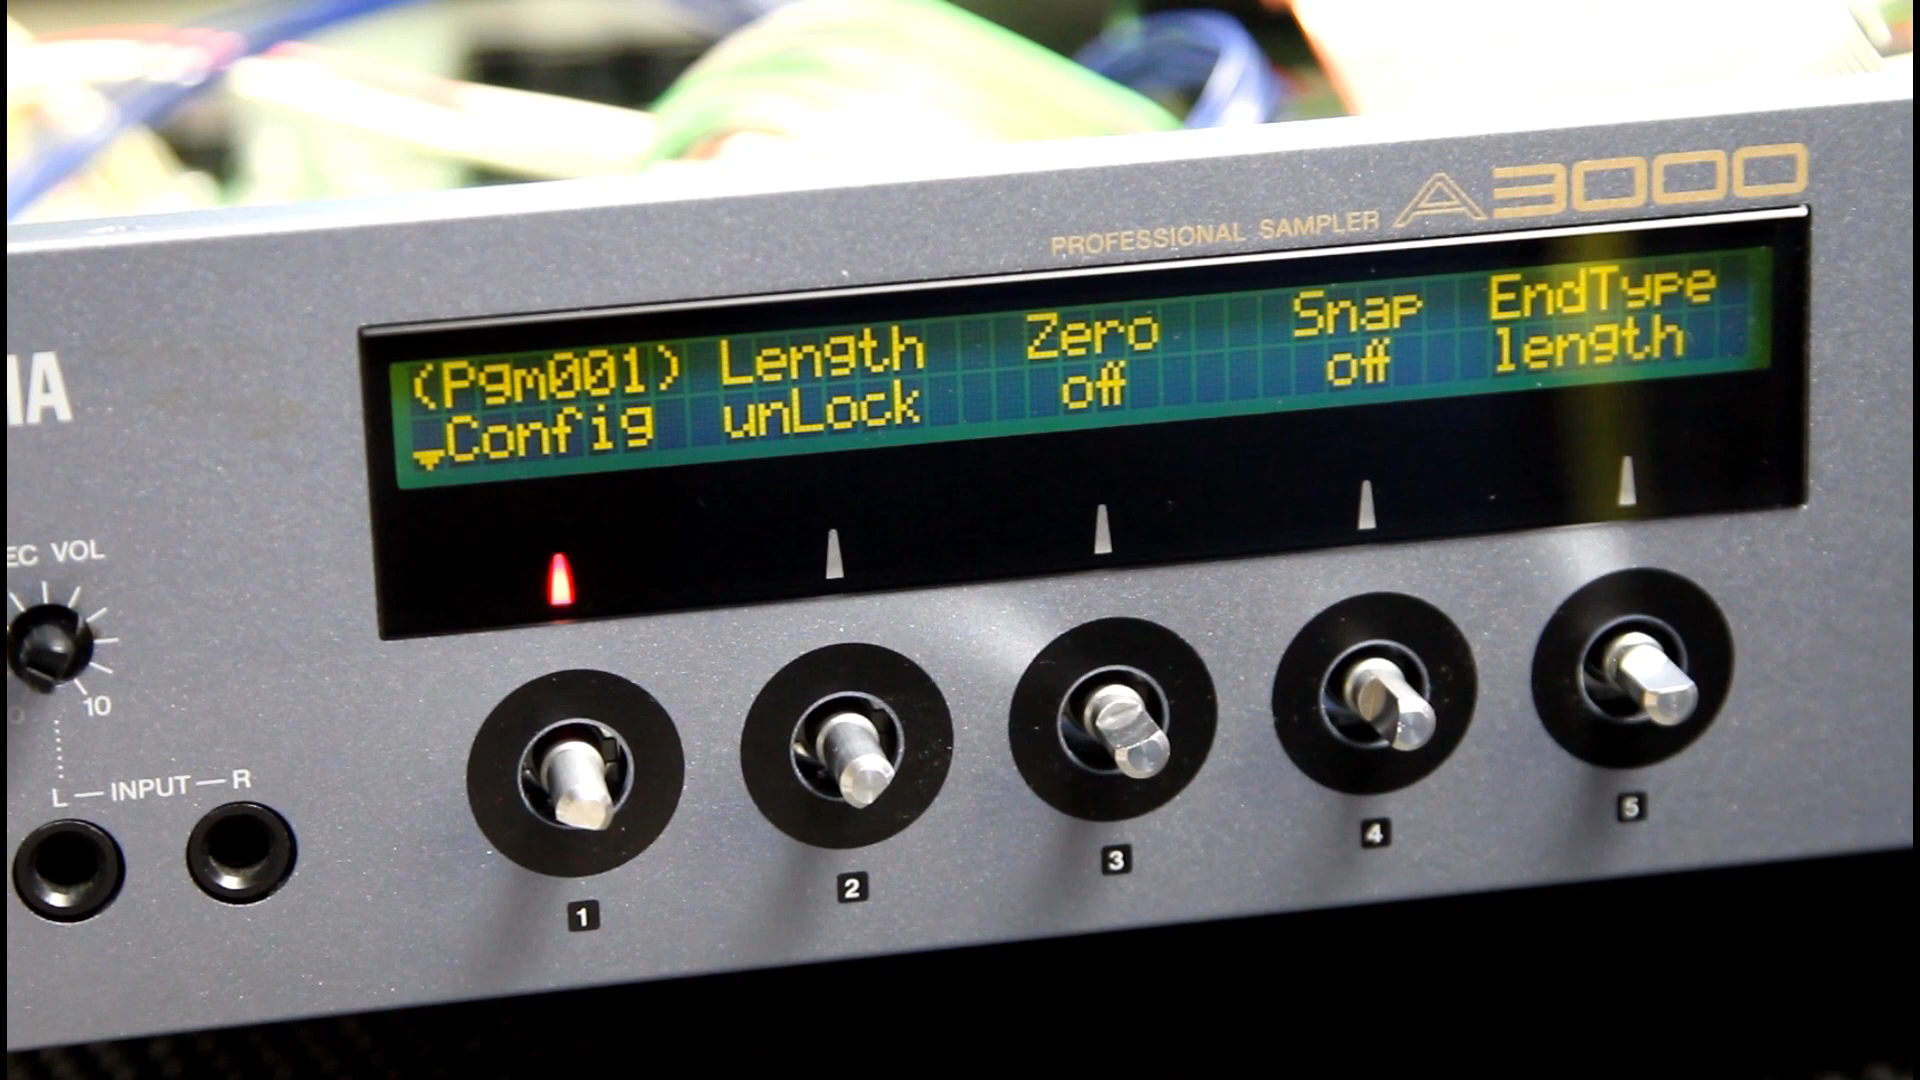 PROFESSIONAL SAMPLER A3000
(Pgm001) Length Zero Snap EndType
Config unLock off off length
VOL
10
L — INPUT — R
1 2 3 4 5